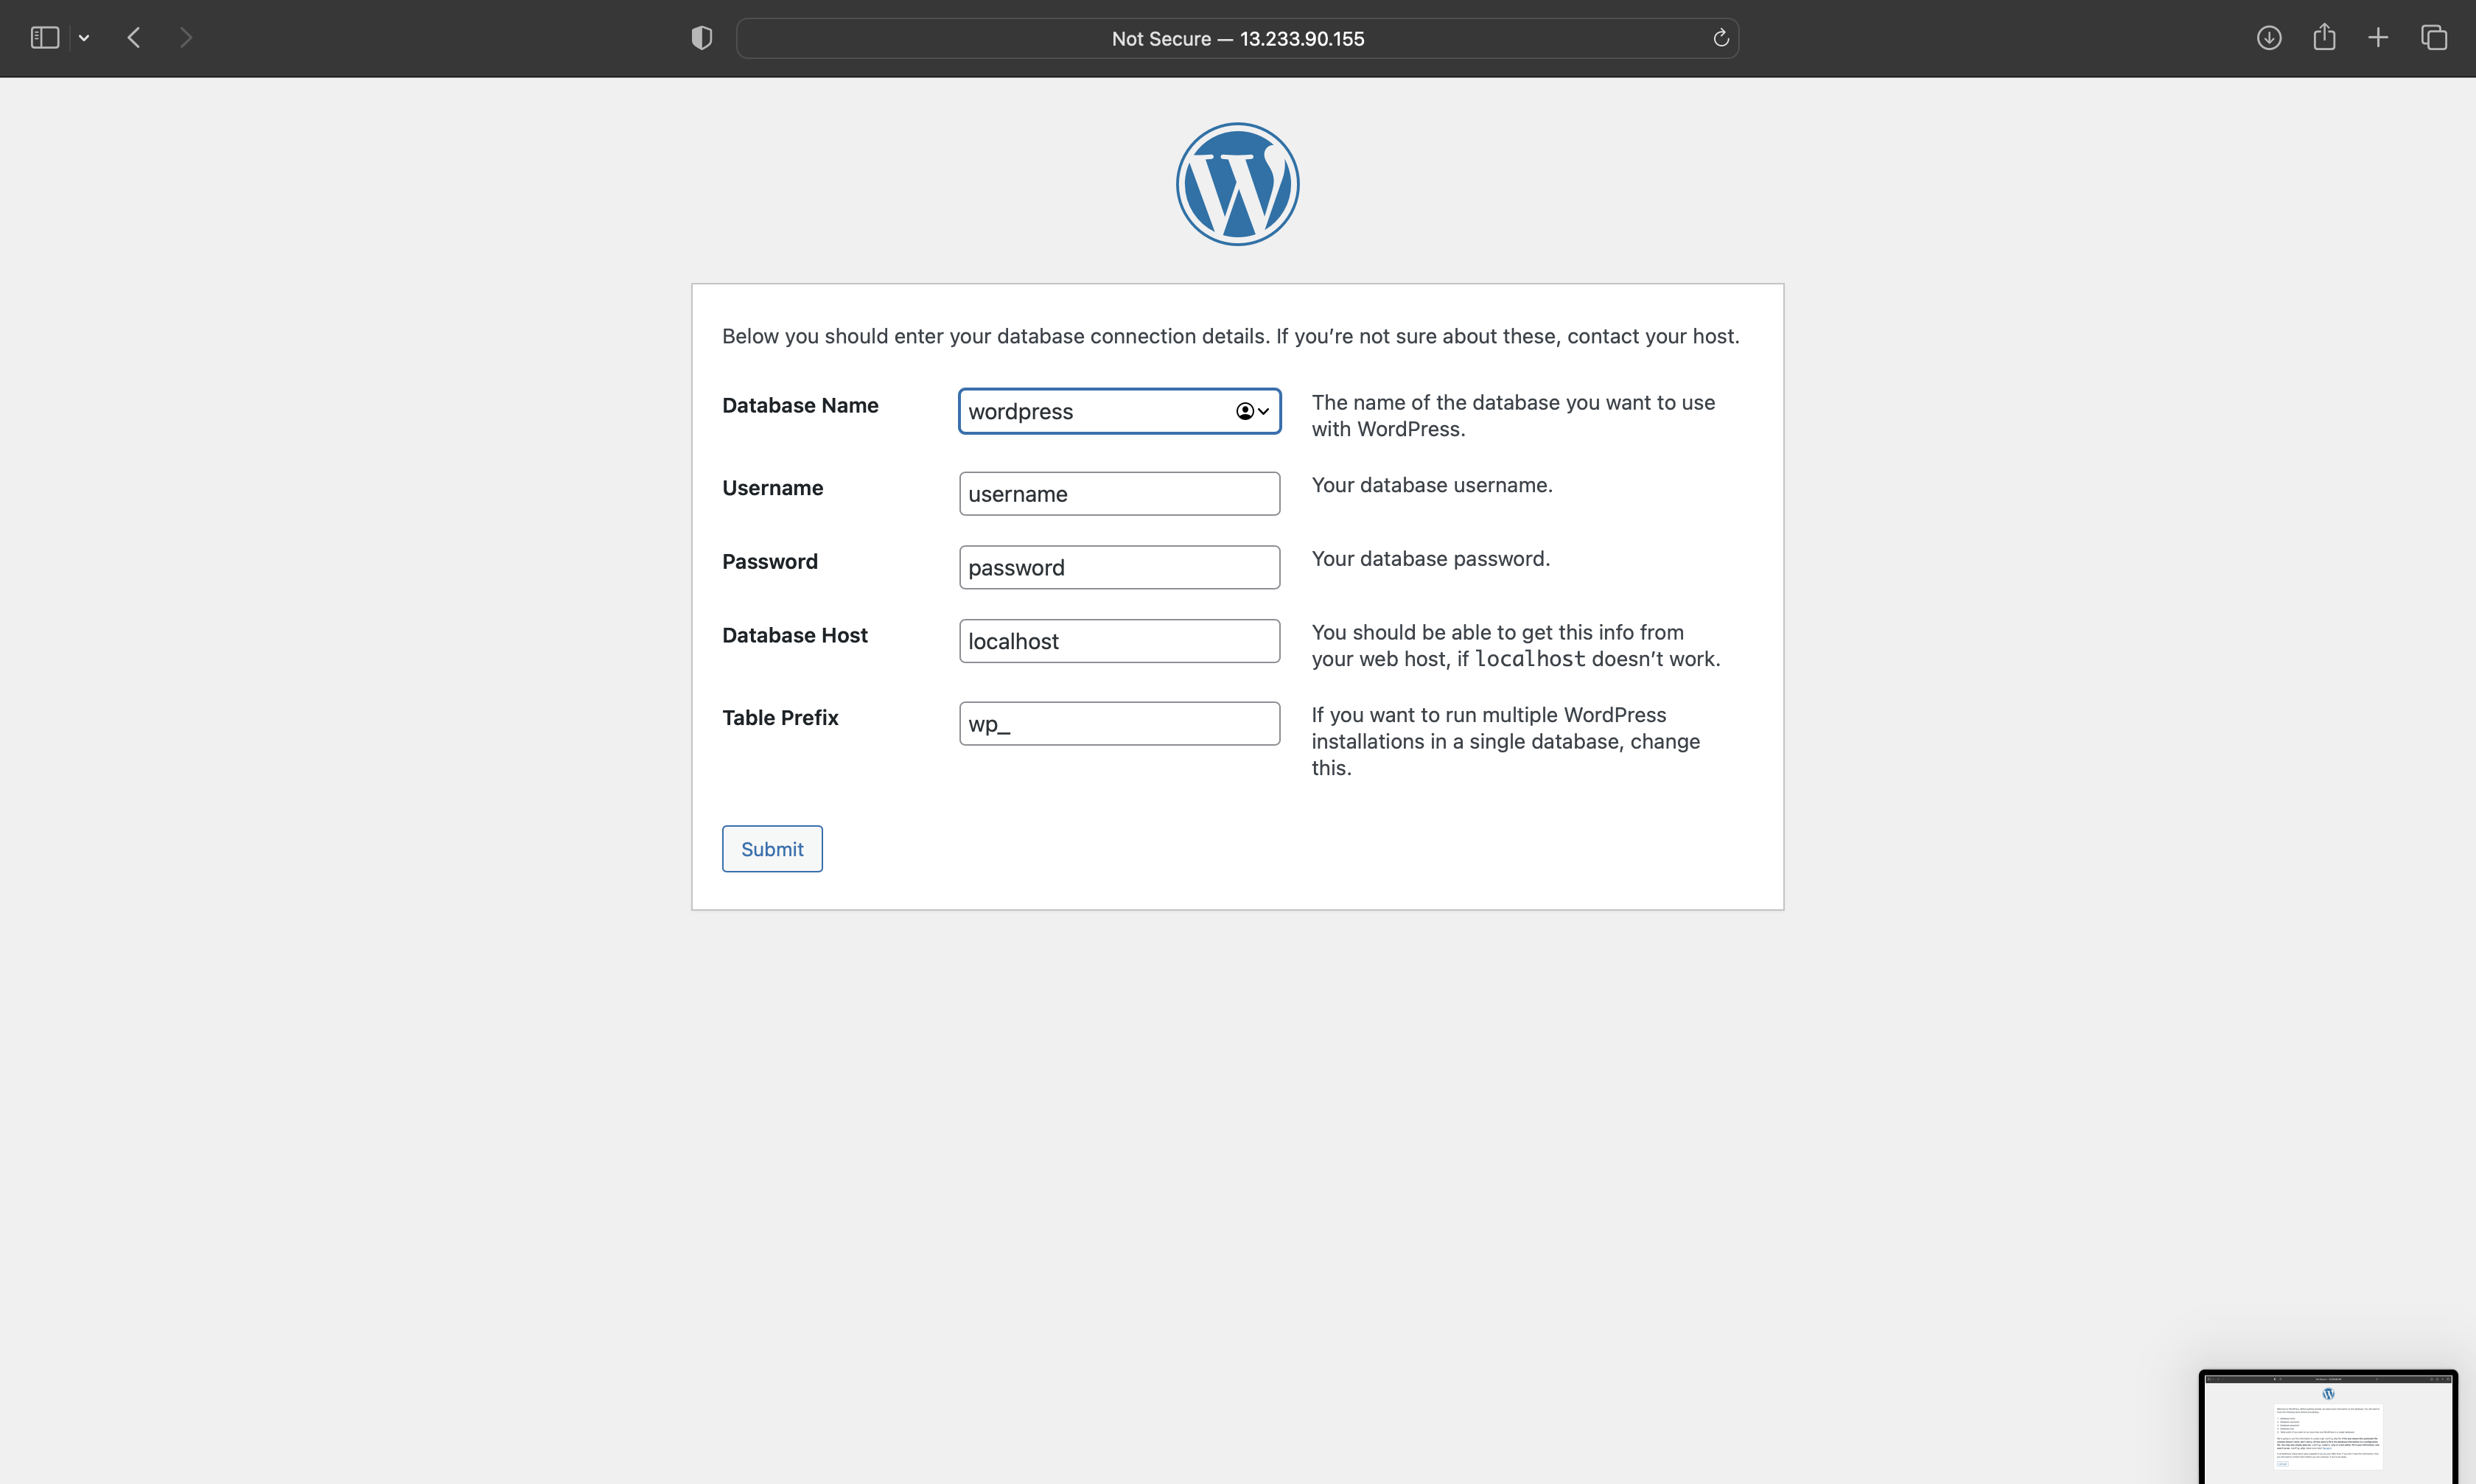 Not Secure — 13.233.90.155
Below you should enter your database connection details. If you’re not sure about these, contact your host.
Database Name
wordpress
The name of the database you want to use
with WordPress.
Username
username
Your database username.
Password
password
Your database password.
Database Host
localhost
You should be able to get this info from
your web host, if localhost doesn’t work.
Table Prefix
wp_
If you want to run multiple WordPress
installations in a single database, change
this.
Submit